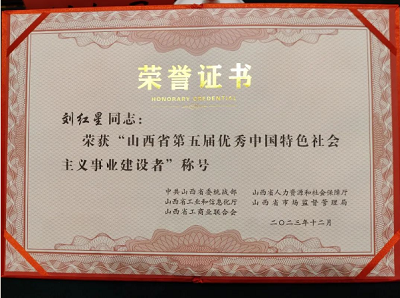 荣誉证书
HONORARY CREDENTIAL
刘红星同志:
荣获“山西省第五届优秀中国特色社会
主义事业建设者”称号
中共山西省委统战部 山西省人力资源和社会保障厅
山西省工业和信息化厅 山西省市场监督管理局
山西省工商业联合会
二〇二三年十二月